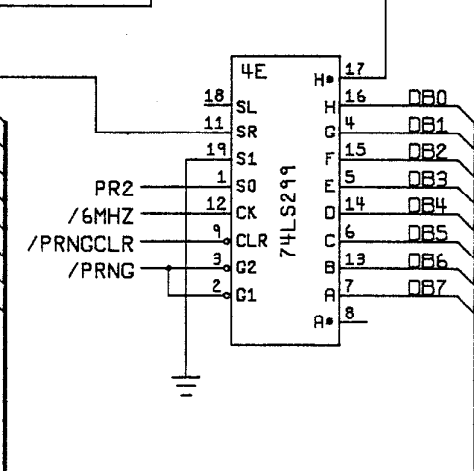 4E
H• 17
18 SL H 16 DB0
11 SR G 4 DB1
19 S1 F 15 DB2
PR2 1 S0 E 5 DB3
/6MHZ 12 CK D 14 DB4
/PRNGCLR 9 CLR C 6 DB5
/PRNG 3 G2 B 13 DB6
2 G1 A 7 DB7
A• 8
74LS299